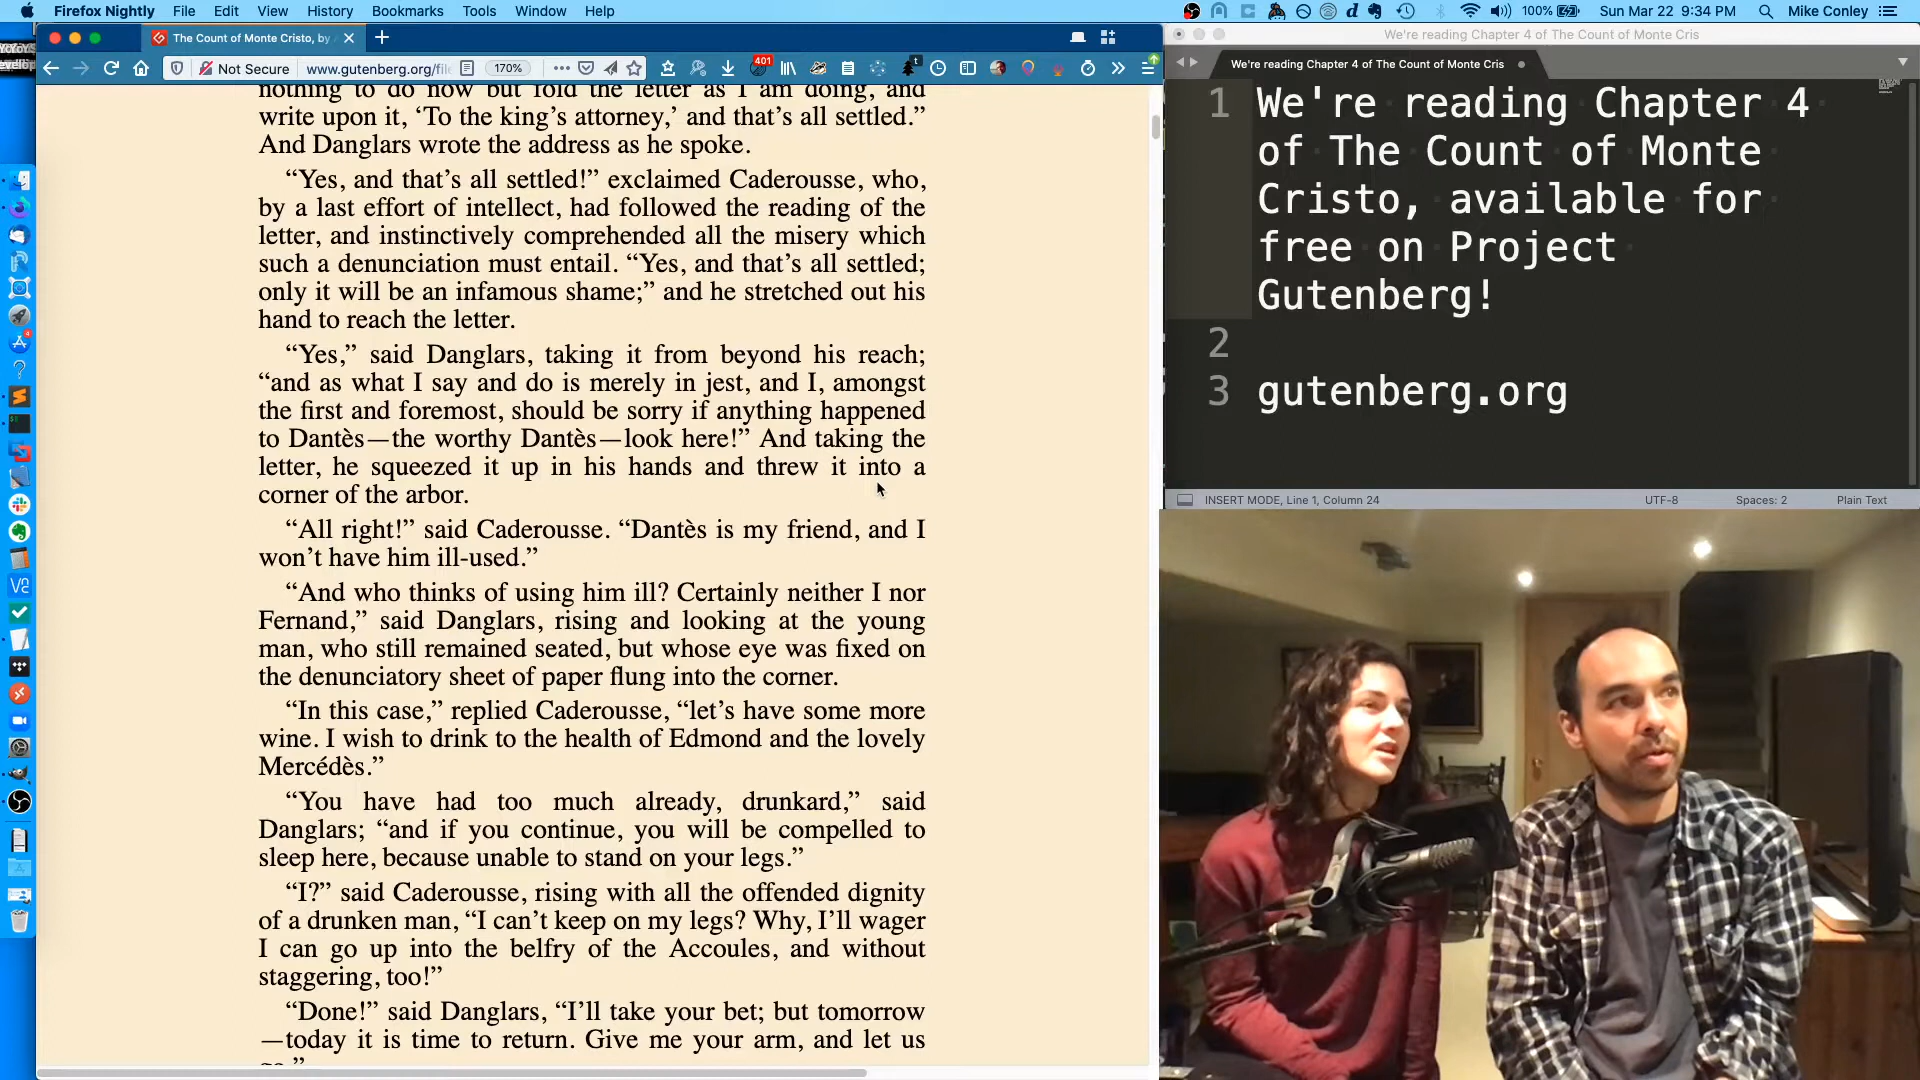 Firefox Nightly File Edit View History Bookmarks Tools Window Help
100% Sun Mar 22 9:34 PM Mike Conley
The Count of Monte Cristo, by
Not Secure www.gutenberg.org/file 170% 401
nothing to do now but fold the letter as I am doing, and
write upon it, ‘To the king’s attorney,’ and that’s all settled.”
And Danglars wrote the address as he spoke.
“Yes, and that’s all settled!” exclaimed Caderousse, who,
by a last effort of intellect, had followed the reading of the
letter, and instinctively comprehended all the misery which
such a denunciation must entail. “Yes, and that’s all settled;
only it will be an infamous shame;” and he stretched out his
hand to reach the letter.
“Yes,” said Danglars, taking it from beyond his reach;
“and as what I say and do is merely in jest, and I, amongst
the first and foremost, should be sorry if anything happened
to Dantès—the worthy Dantès—look here!” And taking the
letter, he squeezed it up in his hands and threw it into a
corner of the arbor.
“All right!” said Caderousse. “Dantès is my friend, and I
won’t have him ill-used.”
“And who thinks of using him ill? Certainly neither I nor
Fernand,” said Danglars, rising and looking at the young
man, who still remained seated, but whose eye was fixed on
the denunciatory sheet of paper flung into the corner.
“In this case,” replied Caderousse, “let’s have some more
wine. I wish to drink to the health of Edmond and the lovely
Mercédès.”
“You have had too much already, drunkard,” said
Danglars; “and if you continue, you will be compelled to
sleep here, because unable to stand on your legs.”
“I?” said Caderousse, rising with all the offended dignity
of a drunken man, “I can’t keep on my legs? Why, I’ll wager
I can go up into the belfry of the Accoules, and without
staggering, too!”
“Done!” said Danglars, “I’ll take your bet; but tomorrow
—today it is time to return. Give me your arm, and let us
We're reading Chapter 4 of The Count of Monte Cris
We're reading Chapter 4 of The Count of Monte Cris
1 We're reading Chapter 4
of The Count of Monte
Cristo, available for
free on Project
Gutenberg!
2
3 gutenberg.org
INSERT MODE, Line 1, Column 24 UTF-8 Spaces: 2 Plain Text